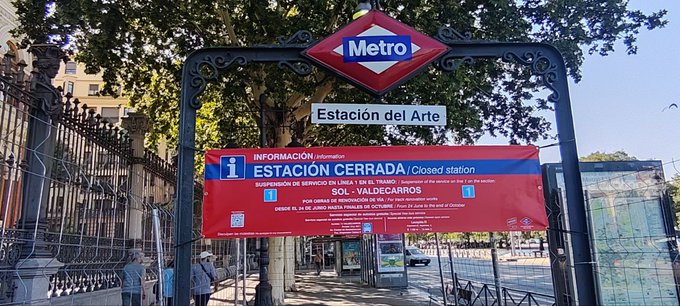 Metro
Estación del Arte
i INFORMACIÓN / Information
ESTACIÓN CERRADA / Closed station
SUSPENSIÓN DE SERVICIO EN LÍNEA 1 EN EL TRAMO: / Suspension of the service on line 1 on the section:
1 SOL - VALDECARROS 1
POR OBRAS DE RENOVACIÓN DE VÍA / For track renovation works
DESDE EL 24 DE JUNIO HASTA FINALES DE OCTUBRE / From 24 June to the end of October